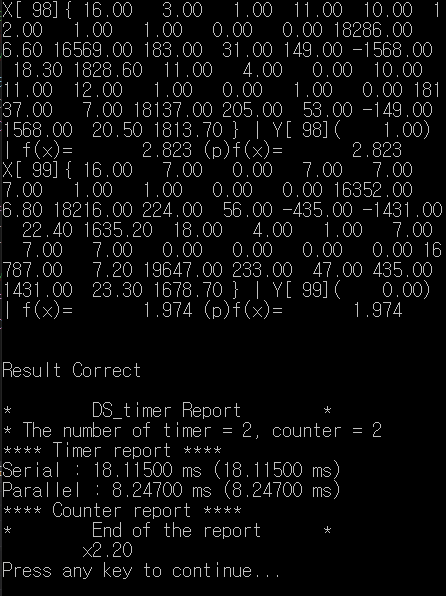 X[ 98]{ 16.00 3.00 1.00 11.00 10.00 1
2.00 1.00 1.00 0.00 0.00 18286.00
6.60 16569.00 183.00 31.00 149.00 -1568.00
18.30 1828.60 11.00 4.00 0.00 10.00
11.00 12.00 1.00 0.00 1.00 0.00 181
37.00 7.00 18137.00 205.00 53.00 -149.00
1568.00 20.50 1813.70 } | Y[ 98]( 1.00)
| f(x)= 2.823 (p)f(x)= 2.823
X[ 99]{ 16.00 7.00 0.00 7.00 7.00
7.00 1.00 1.00 0.00 0.00 16352.00
6.80 18216.00 224.00 56.00 -435.00 -1431.00
22.40 1635.20 18.00 4.00 1.00 7.00
7.00 7.00 0.00 0.00 0.00 0.00 16
787.00 7.20 19647.00 233.00 47.00 435.00
1431.00 23.30 1678.70 } | Y[ 99]( 0.00)
| f(x)= 1.974 (p)f(x)= 1.974
Result Correct
* DS_timer Report *
* The number of timer = 2, counter = 2
**** Timer report ****
Serial : 18.11500 ms (18.11500 ms)
Parallel : 8.24700 ms (8.24700 ms)
**** Counter report ****
* End of the report *
x2.20
Press any key to continue...